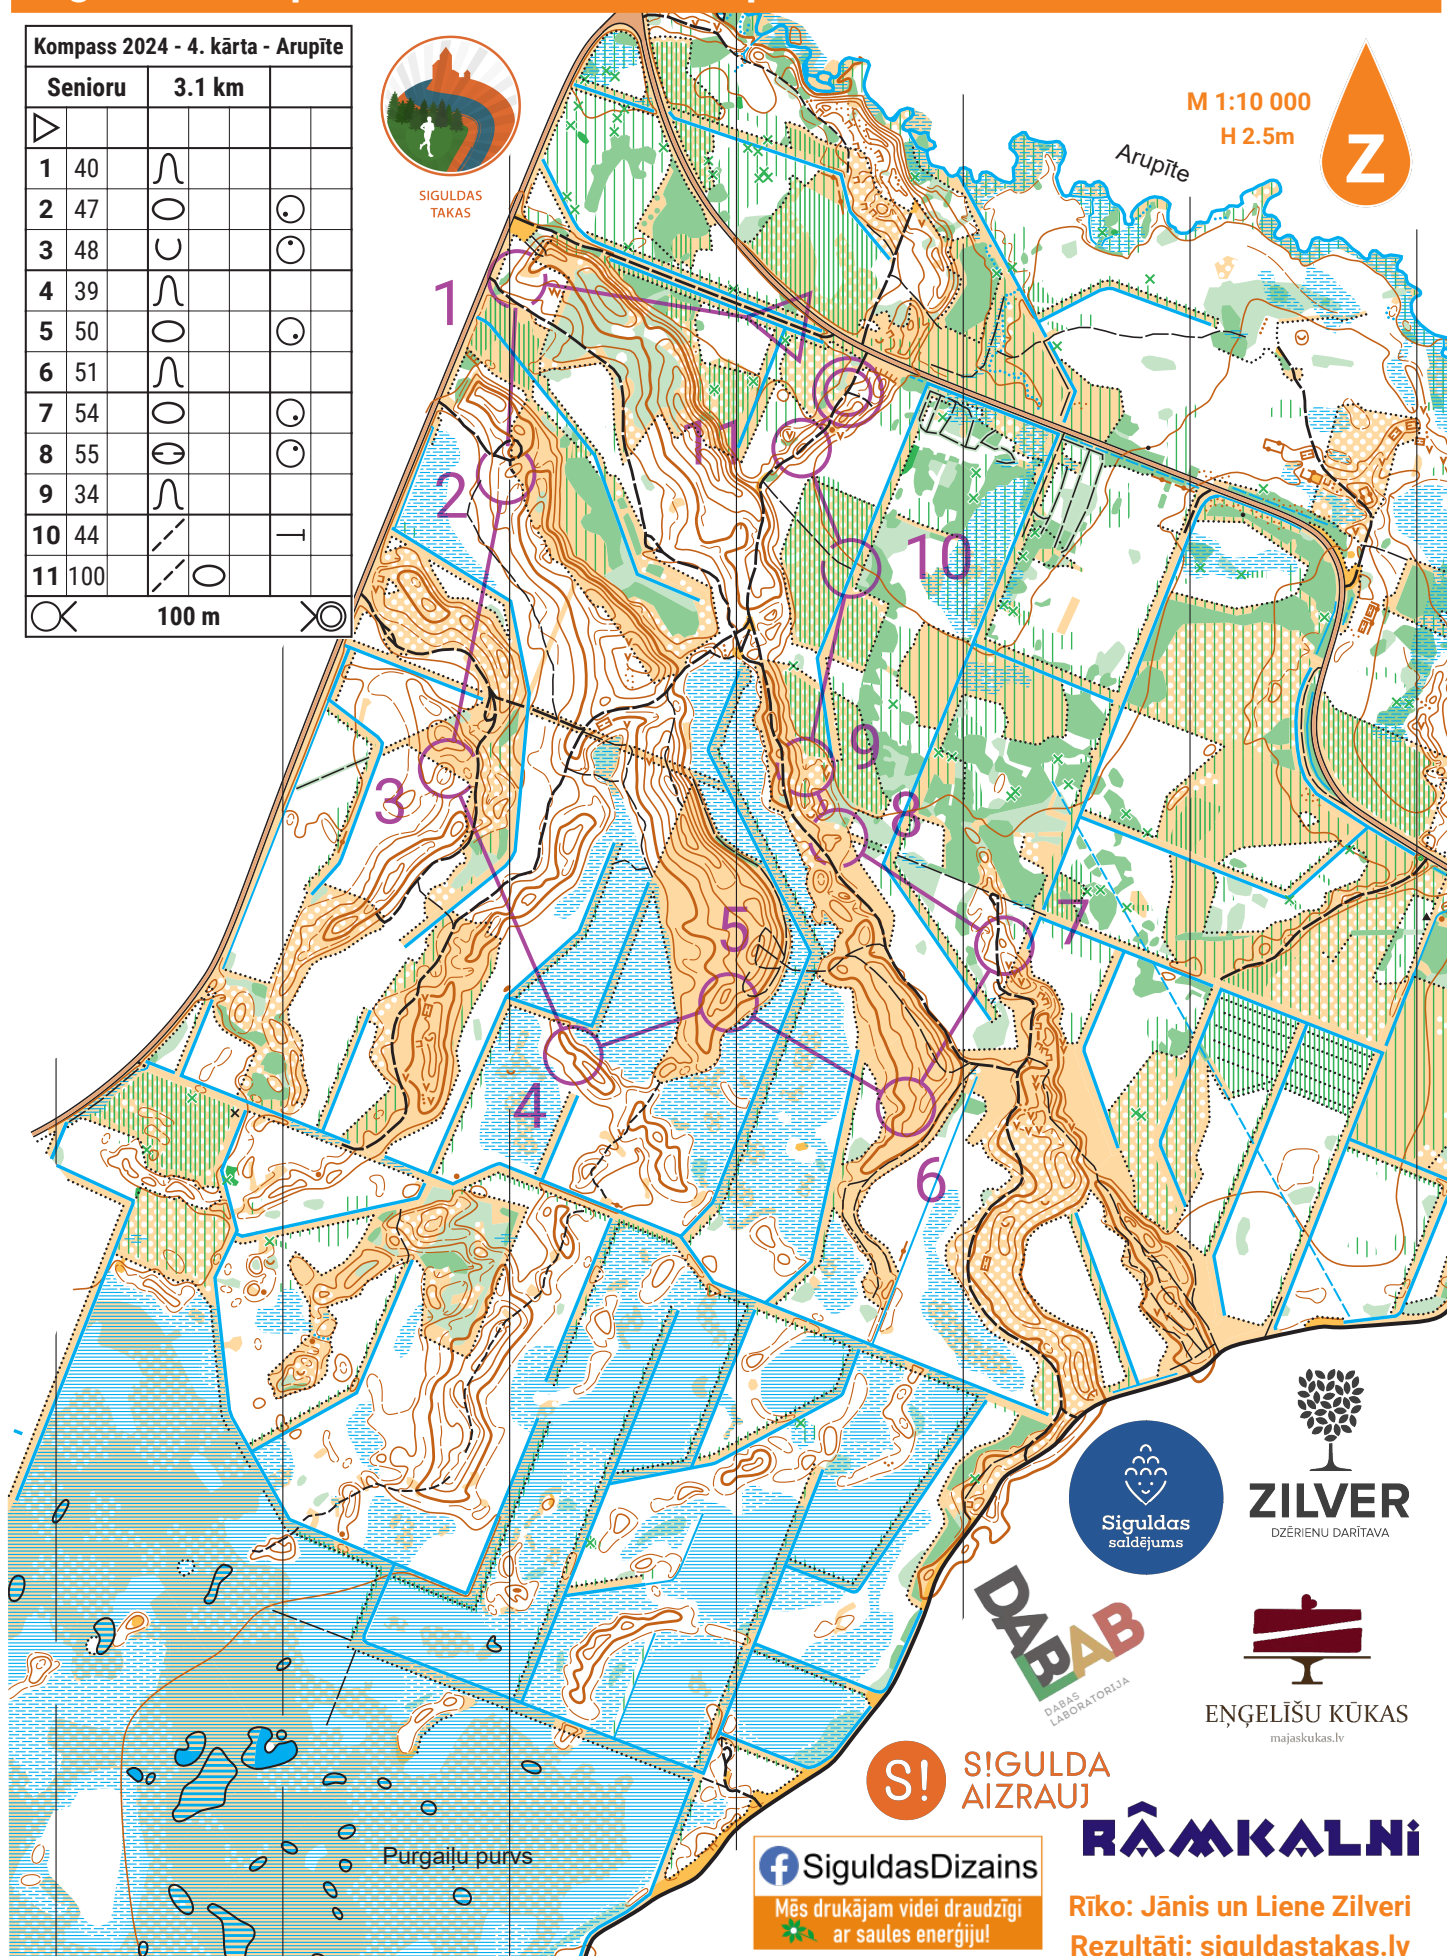 Kompass 2024 - 4. kārta - Arupīte
Senioru 3.1 km
1 40
2 47
3 48
4 39
5 50
6 51
7 54
8 55
9 34
10 44
11 100
100 m
SIGULDAS
TAKAS
M 1:10 000
H 2.5m
Z
Arupīte
1
2
3
4
5
6
7
8
9
10
11
Purgaiļu purvs
Siguldas
saldējums
ZILVER
DZĒRIENU DARĪTAVA
DABLAB
DABAS
LABORATORIJA
EŅĢELĪŠU KŪKAS
majaskukas.lv
S!
S!GULDA
AIZRAUJ
RÂMKALNi
f SiguldasDizains
Mēs drukājam videi draudzīgi
ar saules enerģiju!
Rīko: Jānis un Liene Zilveri
Rezultāti: siguldastakas.lv